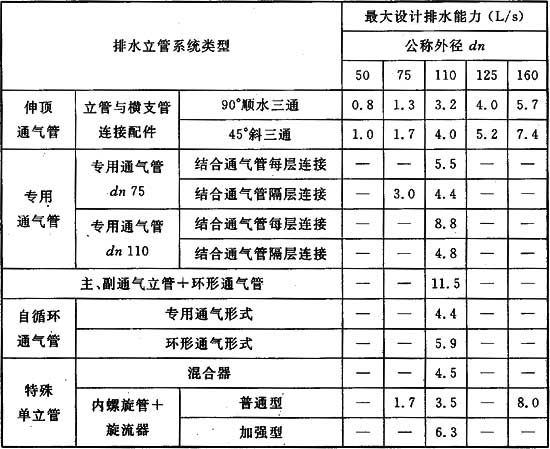 排水立管系统类型
最大设计排水能力(L/s)
公称外径 dn
50 75 110 125 160
伸顶通气管 立管与横支管连接配件 90°顺水三通 0.8 1.3 3.2 4.0 5.7
45°斜三通 1.0 1.7 4.0 5.2 7.4
专用通气管 专用通气管 dn 75 结合通气管每层连接 — — 5.5 — —
结合通气管隔层连接 — 3.0 4.4 — —
专用通气管 dn 110 结合通气管每层连接 — — 8.8 — —
结合通气管隔层连接 — — 4.8 — —
主、副通气立管+环形通气管 — — 11.5 — —
自循环通气管 专用通气形式 — — 4.4 — —
环形通气形式 — — 5.9 — —
特殊单立管 混合器 — — 4.5 — —
内螺旋管+旋流器 普通型 — 1.7 3.5 — 8.0
加强型 — — 6.3 — —